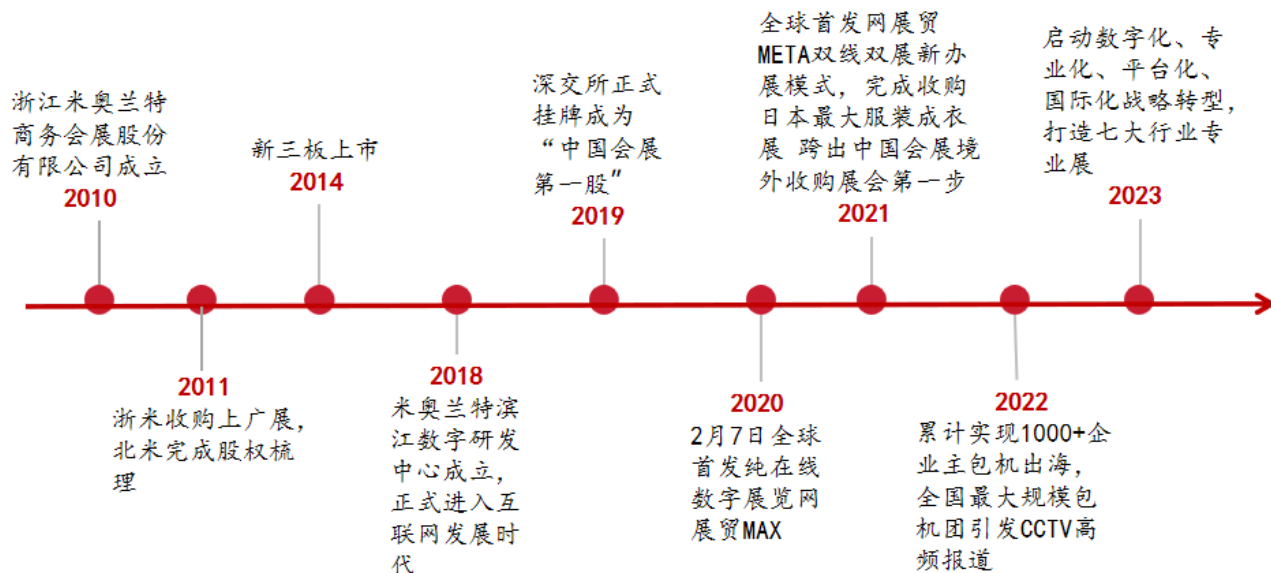 浙江米奥兰特
商务会展股份
有限公司成立
2010
2011
浙米收购上广展，
北米完成股权梳
理
新三板上市
2014
2018
米奥兰特滨
江数字研发
中心成立，
正式进入互
联网发展时
代
深交所正式
挂牌成为
“中国会展
第一股”
2019
2020
2月7日全球
首发纯在线
数字展览网
展贸MAX
全球首发网展贸
META双线双展新办
展模式，完成收购
日本最大服装成衣
展 跨出中国会展境
外收购展会第一步
2021
2022
累计实现1000+企
业主包机出海，
全国最大规模包
机团引发CCTV高
频报道
启动数字化、专
业化、平台化、
国际化战略转型，
打造七大行业专
业展
2023